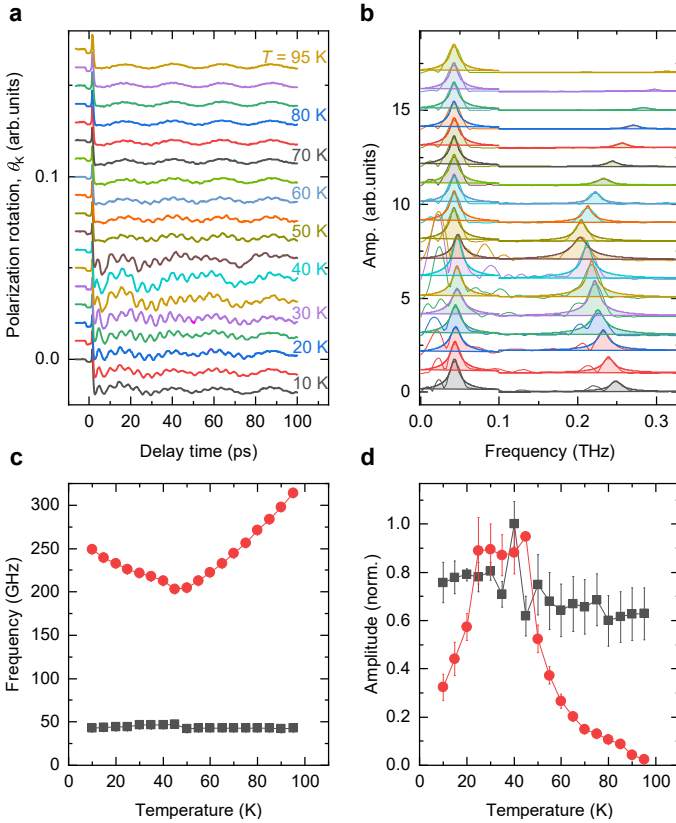 a
Polarization rotation, θk (arb.units)
0.1
0.0
T = 95 K
80 K
70 K
60 K
50 K
40 K
30 K
20 K
10 K
0 20 40 60 80 100
Delay time (ps)
b
Amp. (arb.units)
15
10
5
0
0.0 0.1 0.2 0.3
Frequency (THz)
c
Frequency (GHz)
300
250
200
150
100
50
0
0 20 40 60 80 100
Temperature (K)
d
Amplitude (norm.)
1.0
0.8
0.6
0.4
0.2
0.0
0 20 40 60 80 100
Temperature (K)